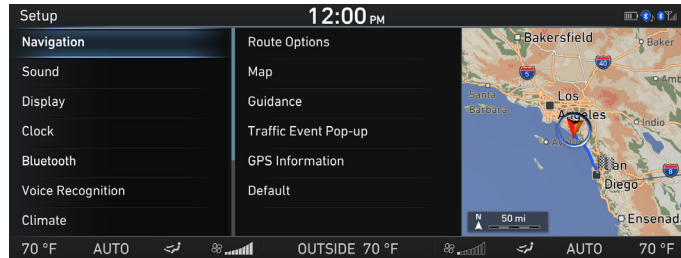 Setup
12:00 PM
Navigation
Sound
Display
Clock
Bluetooth
Voice Recognition
Climate
Route Options
Map
Guidance
Traffic Event Pop-up
GPS Information
Default
Bakersfield
Baker
40
5
Santa
Barbara
Los
Angeles
Indio
San
Diego
8
Ensenad
N
50 mi
70 °F
AUTO
OUTSIDE 70 °F
AUTO
70 °F